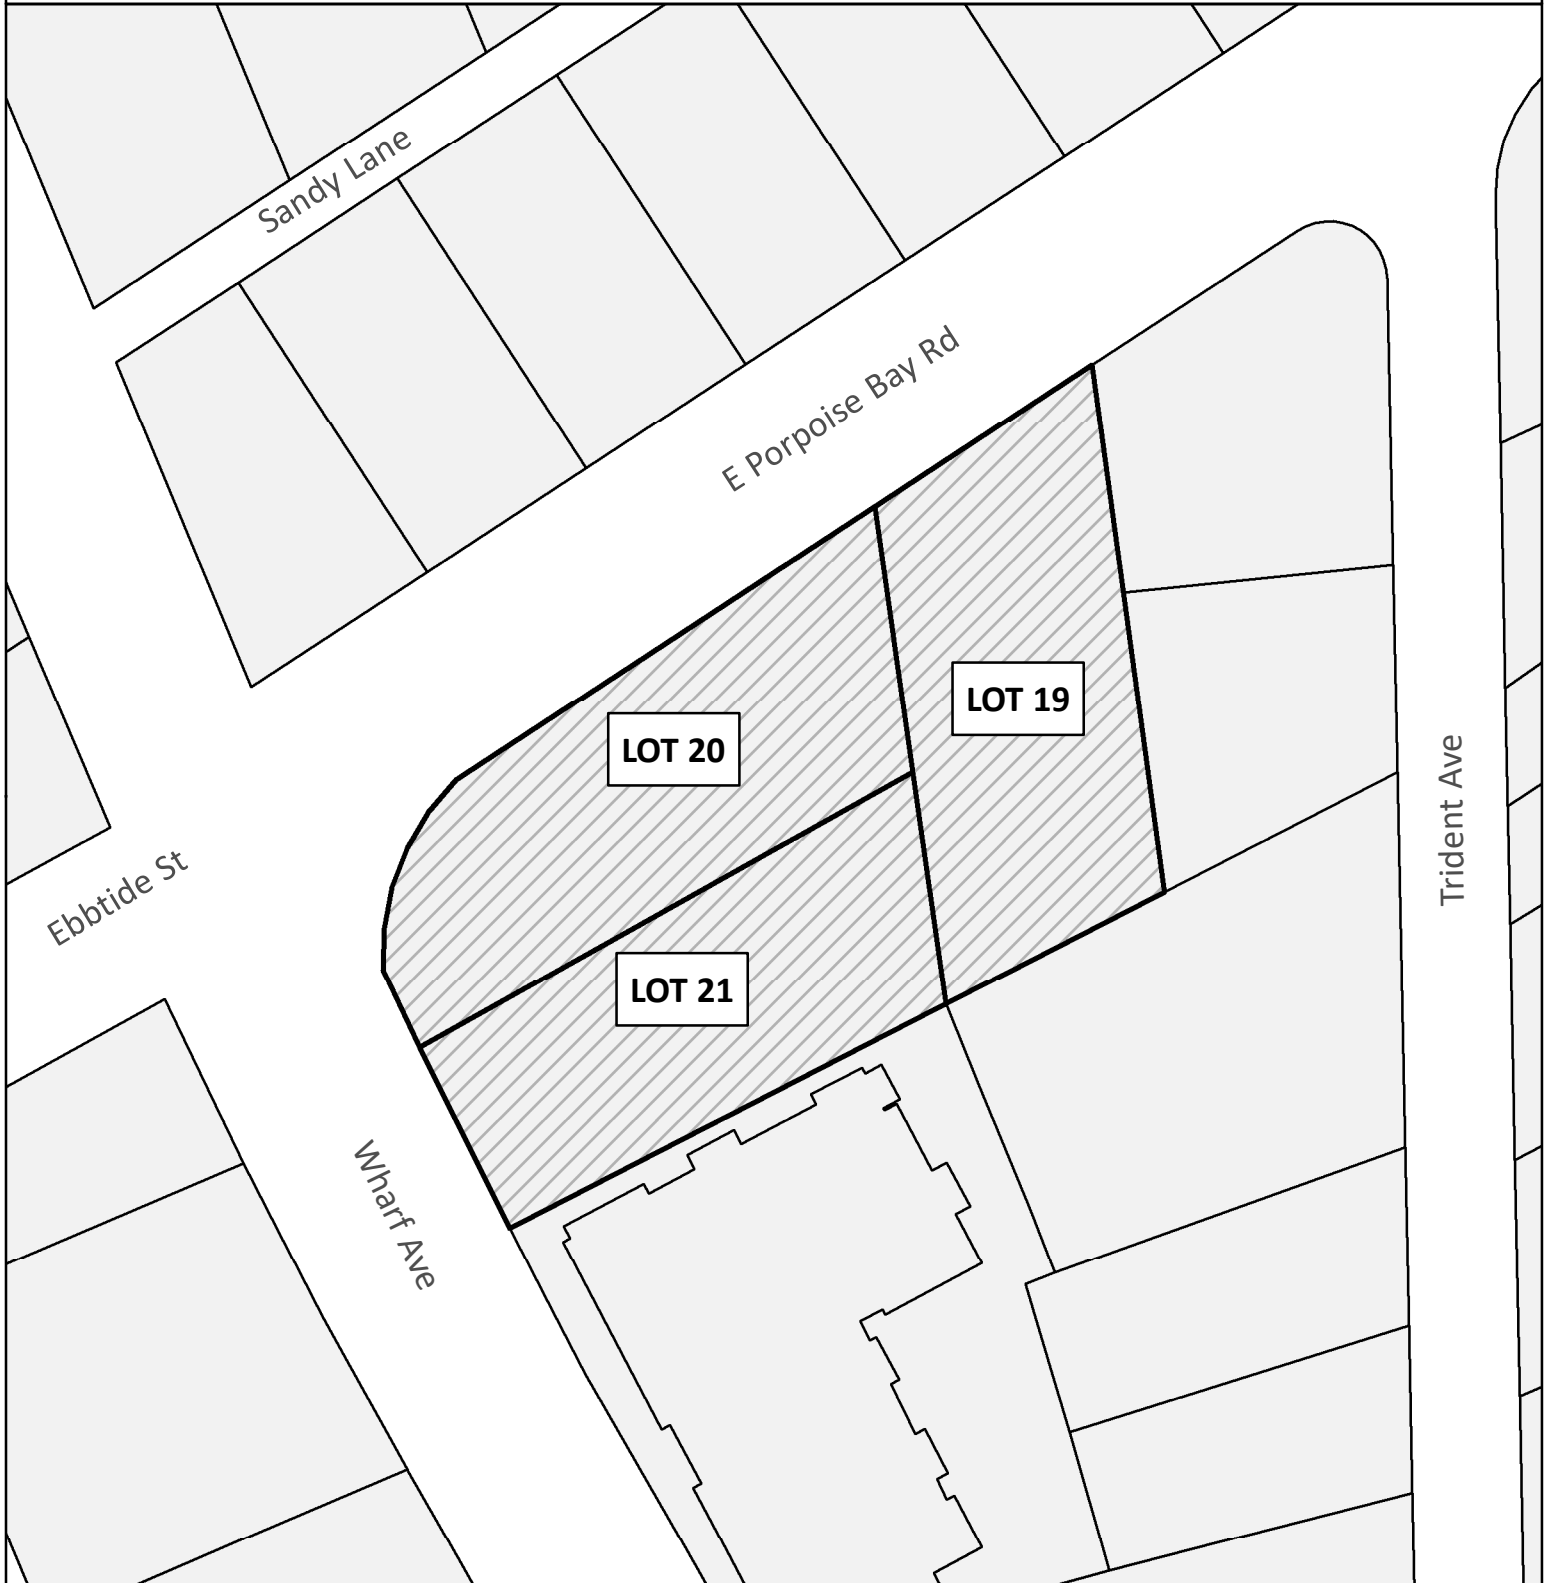 Sandy Lane
E Porpoise Bay Rd
LOT 19
LOT 20
Trident Ave
Ebbtide St
LOT 21
Wharf Ave